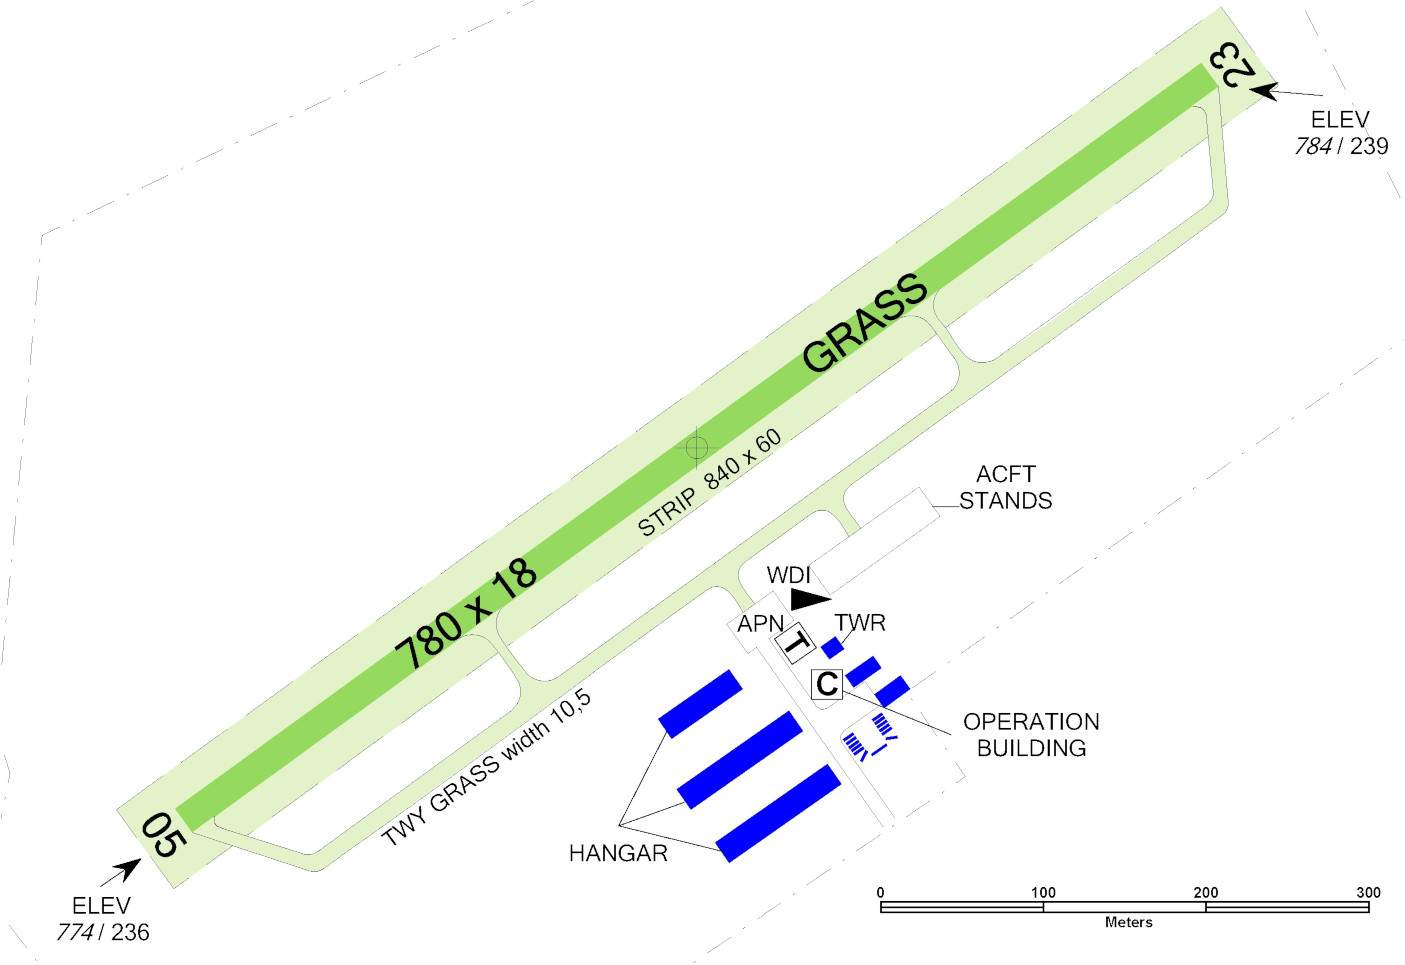 23
ELEV
784 / 239
GRASS
STRIP 840 x 60
ACFT
STANDS
780 x 18
WDI
APN
TWR
T
C
TWY GRASS width 10,5
OPERATION
BUILDING
HANGAR
05
ELEV
774 / 236
0 100 200 300
Meters